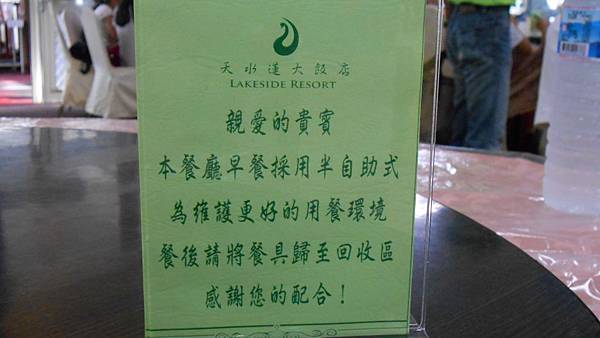 天水蓮大飯店
LAKESIDE RESORT
親愛的貴賓
本餐廳早餐採用半自助式
為維護更好的用餐環境
餐後請將餐具歸至回收區
感謝您的配合！